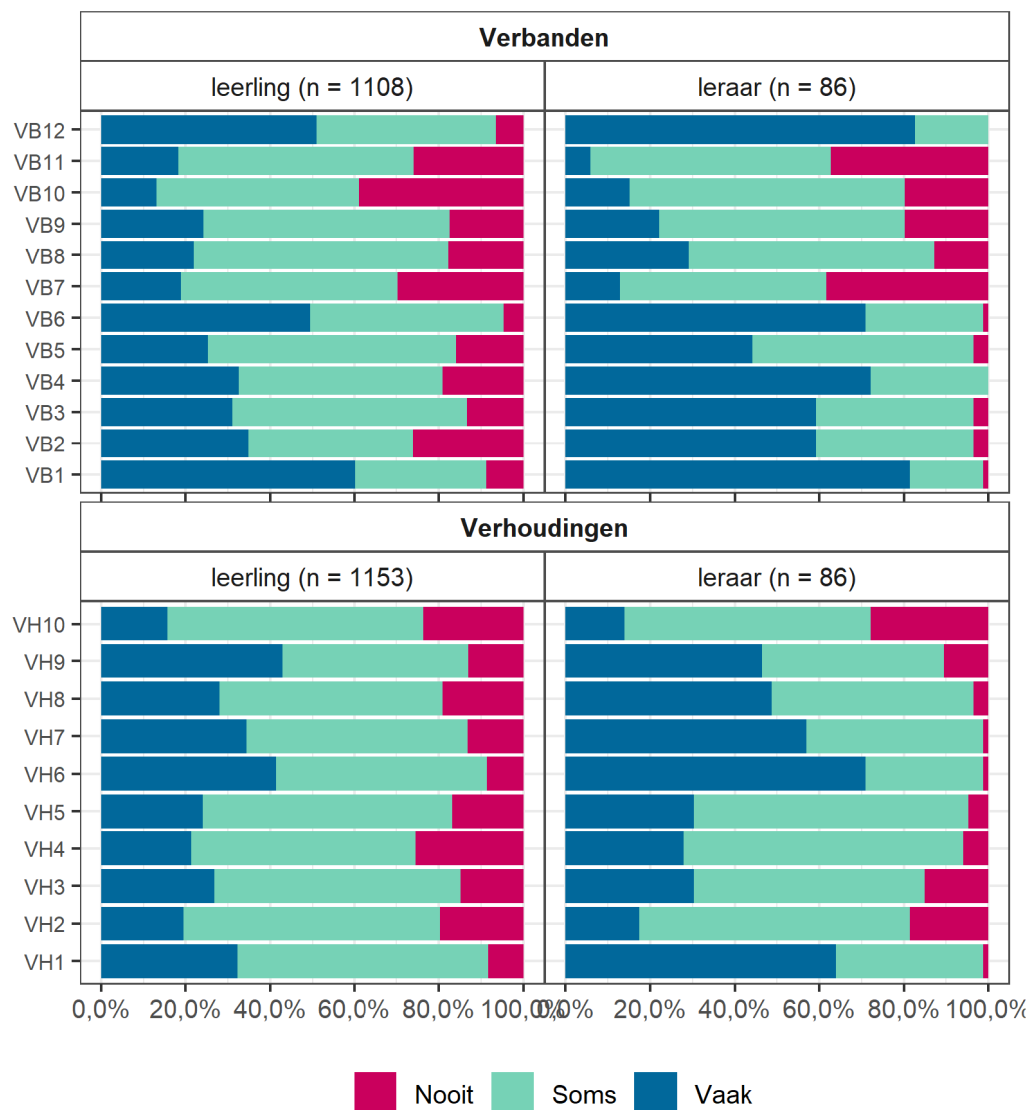 Verbanden
leerling (n = 1108)
leraar (n = 86)
VB12
VB11
VB10
VB9
VB8
VB7
VB6
VB5
VB4
VB3
VB2
VB1
Verhoudingen
leerling (n = 1153)
leraar (n = 86)
VH10
VH9
VH8
VH7
VH6
VH5
VH4
VH3
VH2
VH1
0,0% 20,0% 40,0% 60,0% 80,0% 100,0% 0,0% 20,0% 40,0% 60,0% 80,0% 100,0%
Nooit Soms Vaak